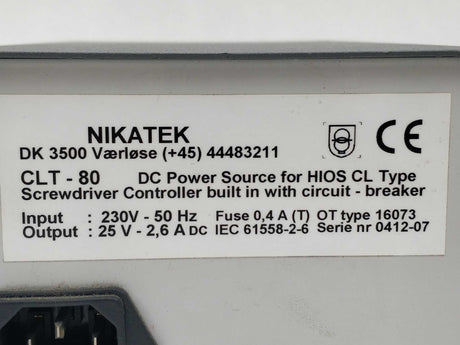 NIKATEK
DK 3500 Værløse (+45) 44483211
CE
CLT - 80 DC Power Source for HIOS CL Type
Screwdriver Controller built in with circuit - breaker
Input : 230V - 50 Hz Fuse 0,4 A (T) OT type 16073
Output : 25 V - 2,6 A DC IEC 61558-2-6 Serie nr 0412-07